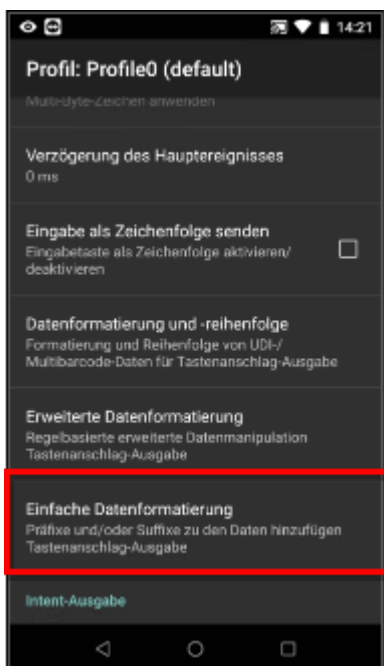 14:21
Profil: Profile0 (default)
Multi-Byte-Zeichen anwenden
Verzögerung des Hauptereignisses
0 ms
Eingabe als Zeichenfolge senden
Eingabetaste als Zeichenfolge aktivieren/
deaktivieren
Datenformatierung und -reihenfolge
Formatierung und Reihenfolge von UDI-/
Multibarcode-Daten für Tastenanschlag-Ausgabe
Erweiterte Datenformatierung
Regelbasierte erweiterte Datenmanipulation
Tastenanschlag-Ausgabe
Einfache Datenformatierung
Präfixe und/oder Suffixe zu den Daten hinzufügen
Tastenanschlag-Ausgabe
Intent-Ausgabe